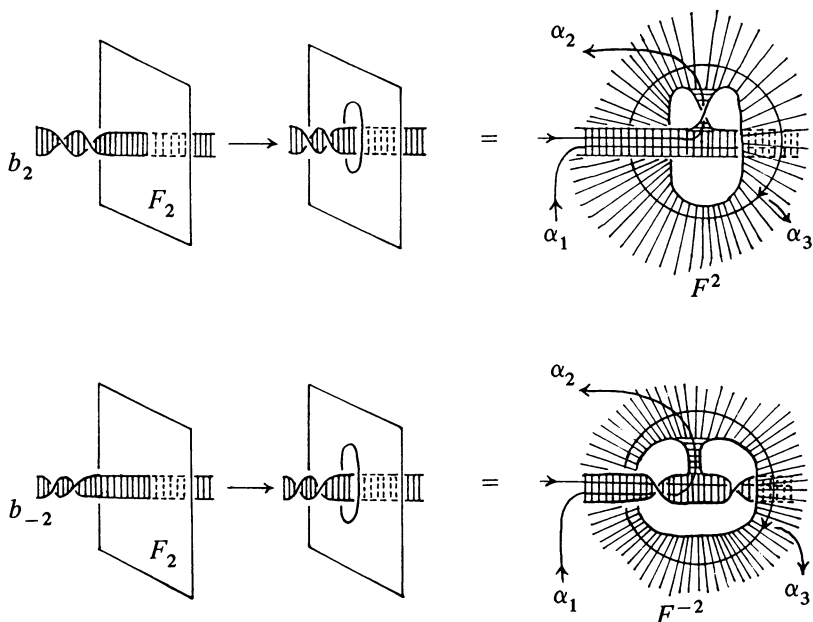 α₂
b₂
F₂
=
α₁
α₃
F²
α₂
b₋₂
F₂
=
α₁
α₃
F⁻²